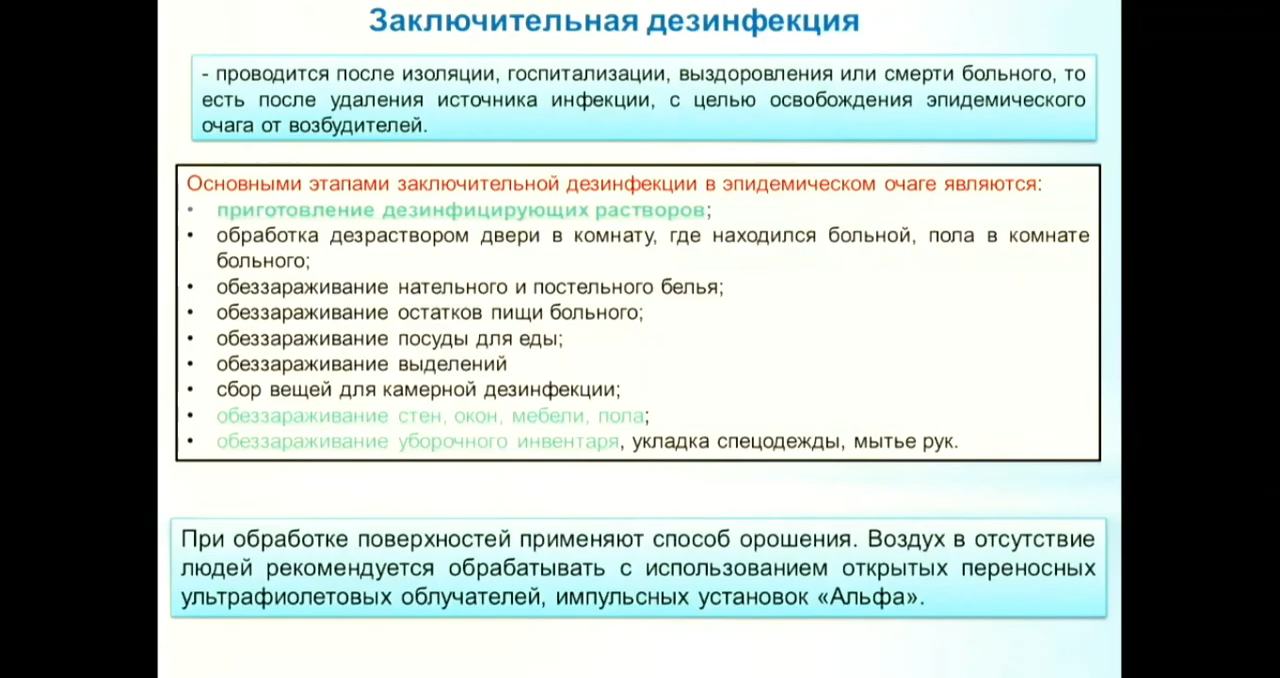 Заключительная дезинфекция
- проводится после изоляции, госпитализации, выздоровления или смерти больного, то
есть после удаления источника инфекции, с целью освобождения эпидемического
очага от возбудителей.
Основными этапами заключительной дезинфекции в эпидемическом очаге являются:
• приготовление дезинфицирующих растворов;
• обработка дезраствором двери в комнату, где находился больной, пола в комнате
больного;
• обеззараживание нательного и постельного белья;
• обеззараживание остатков пищи больного;
• обеззараживание посуды для еды;
• обеззараживание выделений
• сбор вещей для камерной дезинфекции;
• обеззараживание стен, окон, мебели, пола;
• обеззараживание уборочного инвентаря, укладка спецодежды, мытье рук.
При обработке поверхностей применяют способ орошения. Воздух в отсутствие
людей рекомендуется обрабатывать с использованием открытых переносных
ультрафиолетовых облучателей, импульсных установок «Альфа».